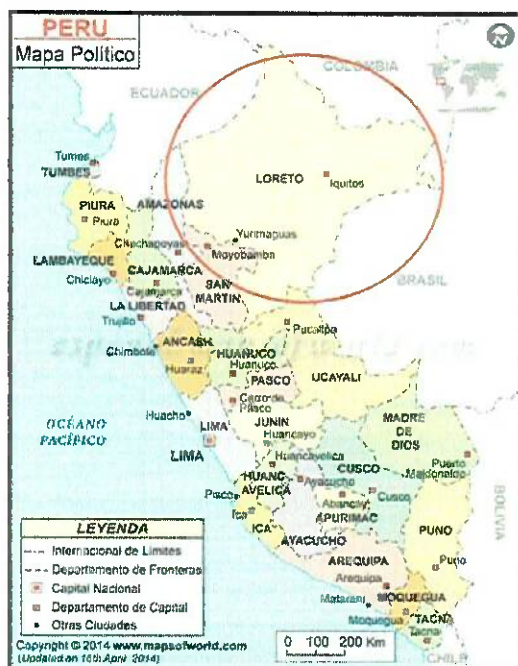 PERU
Mapa Político
COLOMBIA
ECUADOR
Tumes
TUMBES
LORETO
Iquitos
PIURA
Piura
AMAZONAS
Yurimaguas
Chachapoyas
Moyobamba
LAMBAYEQUE
CAJAMARCA
Chiclayo
Cajamarca
SAN
MARTIN
BRASIL
LA LIBERTAD
Trujillo
Pucallpa
ANCASH
HUANUCO
Chimbote
Huanuco
Huaraz
UCAYALI
PASCO
Cerro de
Pasco
Huacho
LIMA
JUNIN
MADRE
DE
DIOS
OCÉANO
PACÍFICO
LIMA
Huancayo
Huancavelica
CUSCO
Puerto
Maldonado
HUANC
AVELICA
Ayacucho
Cusco
Pisco
Abancay
APURIMAC
BOLIVIA
Ica
ICA
AYACUCHO
PUNO
AREQUIPA
Puno
Arequipa
MOQUEGUA
Matarani
Moquegua
TACNA
Tacna
CHILE
LEYENDA
Internacional de Limites
Departamento de Fronteras
Capital Nacional
Departamento de Capital
Otras Ciudades
0 100 200 Km
Copyright © 2014 www.mapsofworld.com
(Updated on 16th April, 2014)